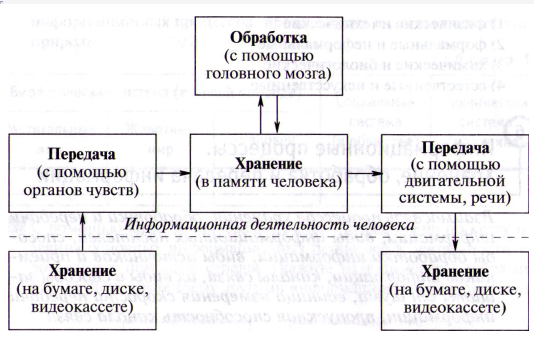 Обработка
(с помощью
головного мозга)
Передача
(с помощью
органов чувств)
Хранение
(в памяти человека)
Передача
(с помощью
двигательной
системы, речи)
Информационная деятельность человека
Хранение
(на бумаге, диске,
видеокассете)
Хранение
(на бумаге, диске,
видеокассете)